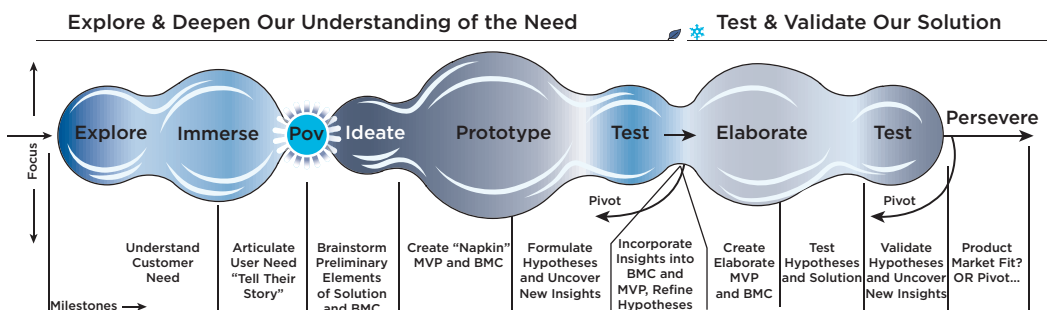 Explore & Deepen Our Understanding of the Need
Test & Validate Our Solution
Focus
Explore
Immerse
Pov
Ideate
Prototype
Test
Elaborate
Test
Persevere
Pivot
Pivot
Understand
Customer
Need
Articulate
User Need
“Tell Their
Story”
Brainstorm
Preliminary
Elements
of Solution
and BMC
Create “Napkin”
MVP and BMC
Formulate
Hypotheses
and Uncover
New Insights
Incorporate
Insights into
BMC and
MVP, Refine
Hypotheses
Create
Elaborate
MVP
and BMC
Test
Hypotheses
and Solution
Validate
Hypotheses
and Uncover
New Insights
Product
Market Fit?
OR Pivot...
Milestones